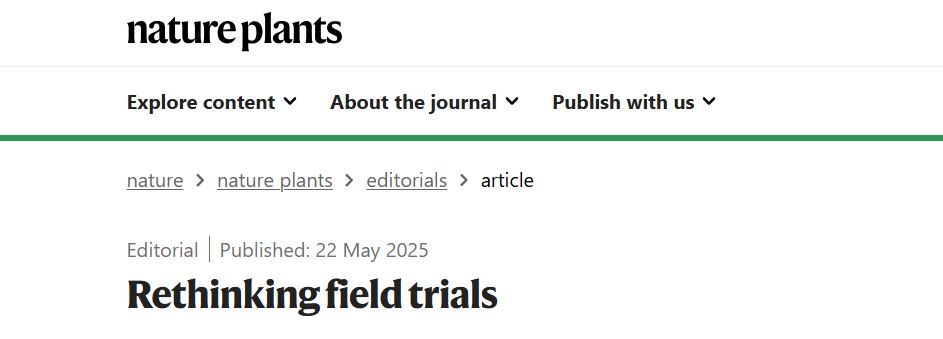 nature plants
Explore content About the journal Publish with us
nature > nature plants > editorials > article
Editorial | Published: 22 May 2025
Rethinking field trials